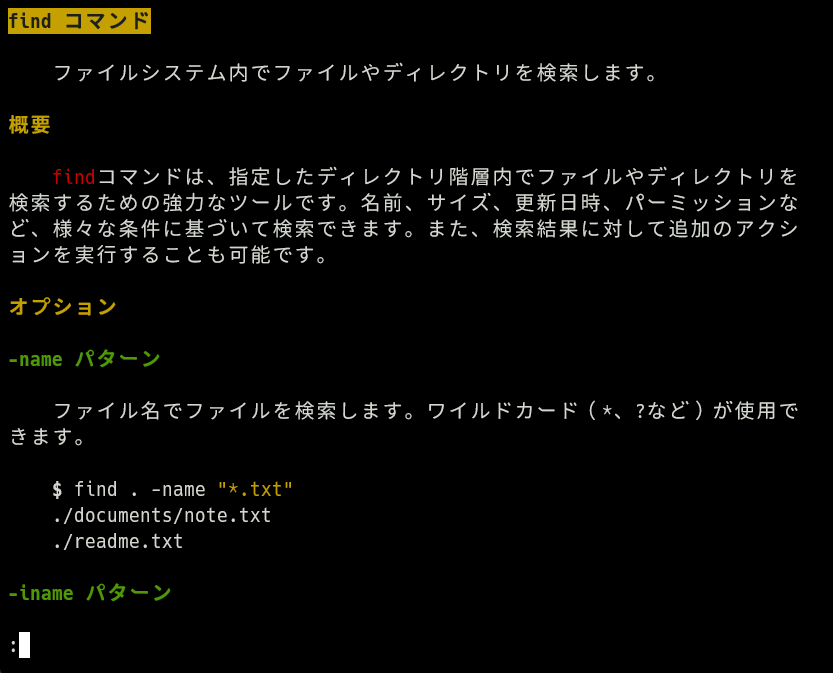 find コマンド
ファイルシステム内でファイルやディレクトリを検索します。
概要
findコマンドは、指定したディレクトリ階層内でファイルやディレクトリを
検索するための強力なツールです。名前、サイズ、更新日時、パーミッションな
ど、様々な条件に基づいて検索できます。また、検索結果に対して追加のアクシ
ョンを実行することも可能です。
オプション
-name パターン
ファイル名でファイルを検索します。ワイルドカード（*、?など）が使用で
きます。
$ find . -name "*.txt"
./documents/note.txt
./readme.txt
-iname パターン
: